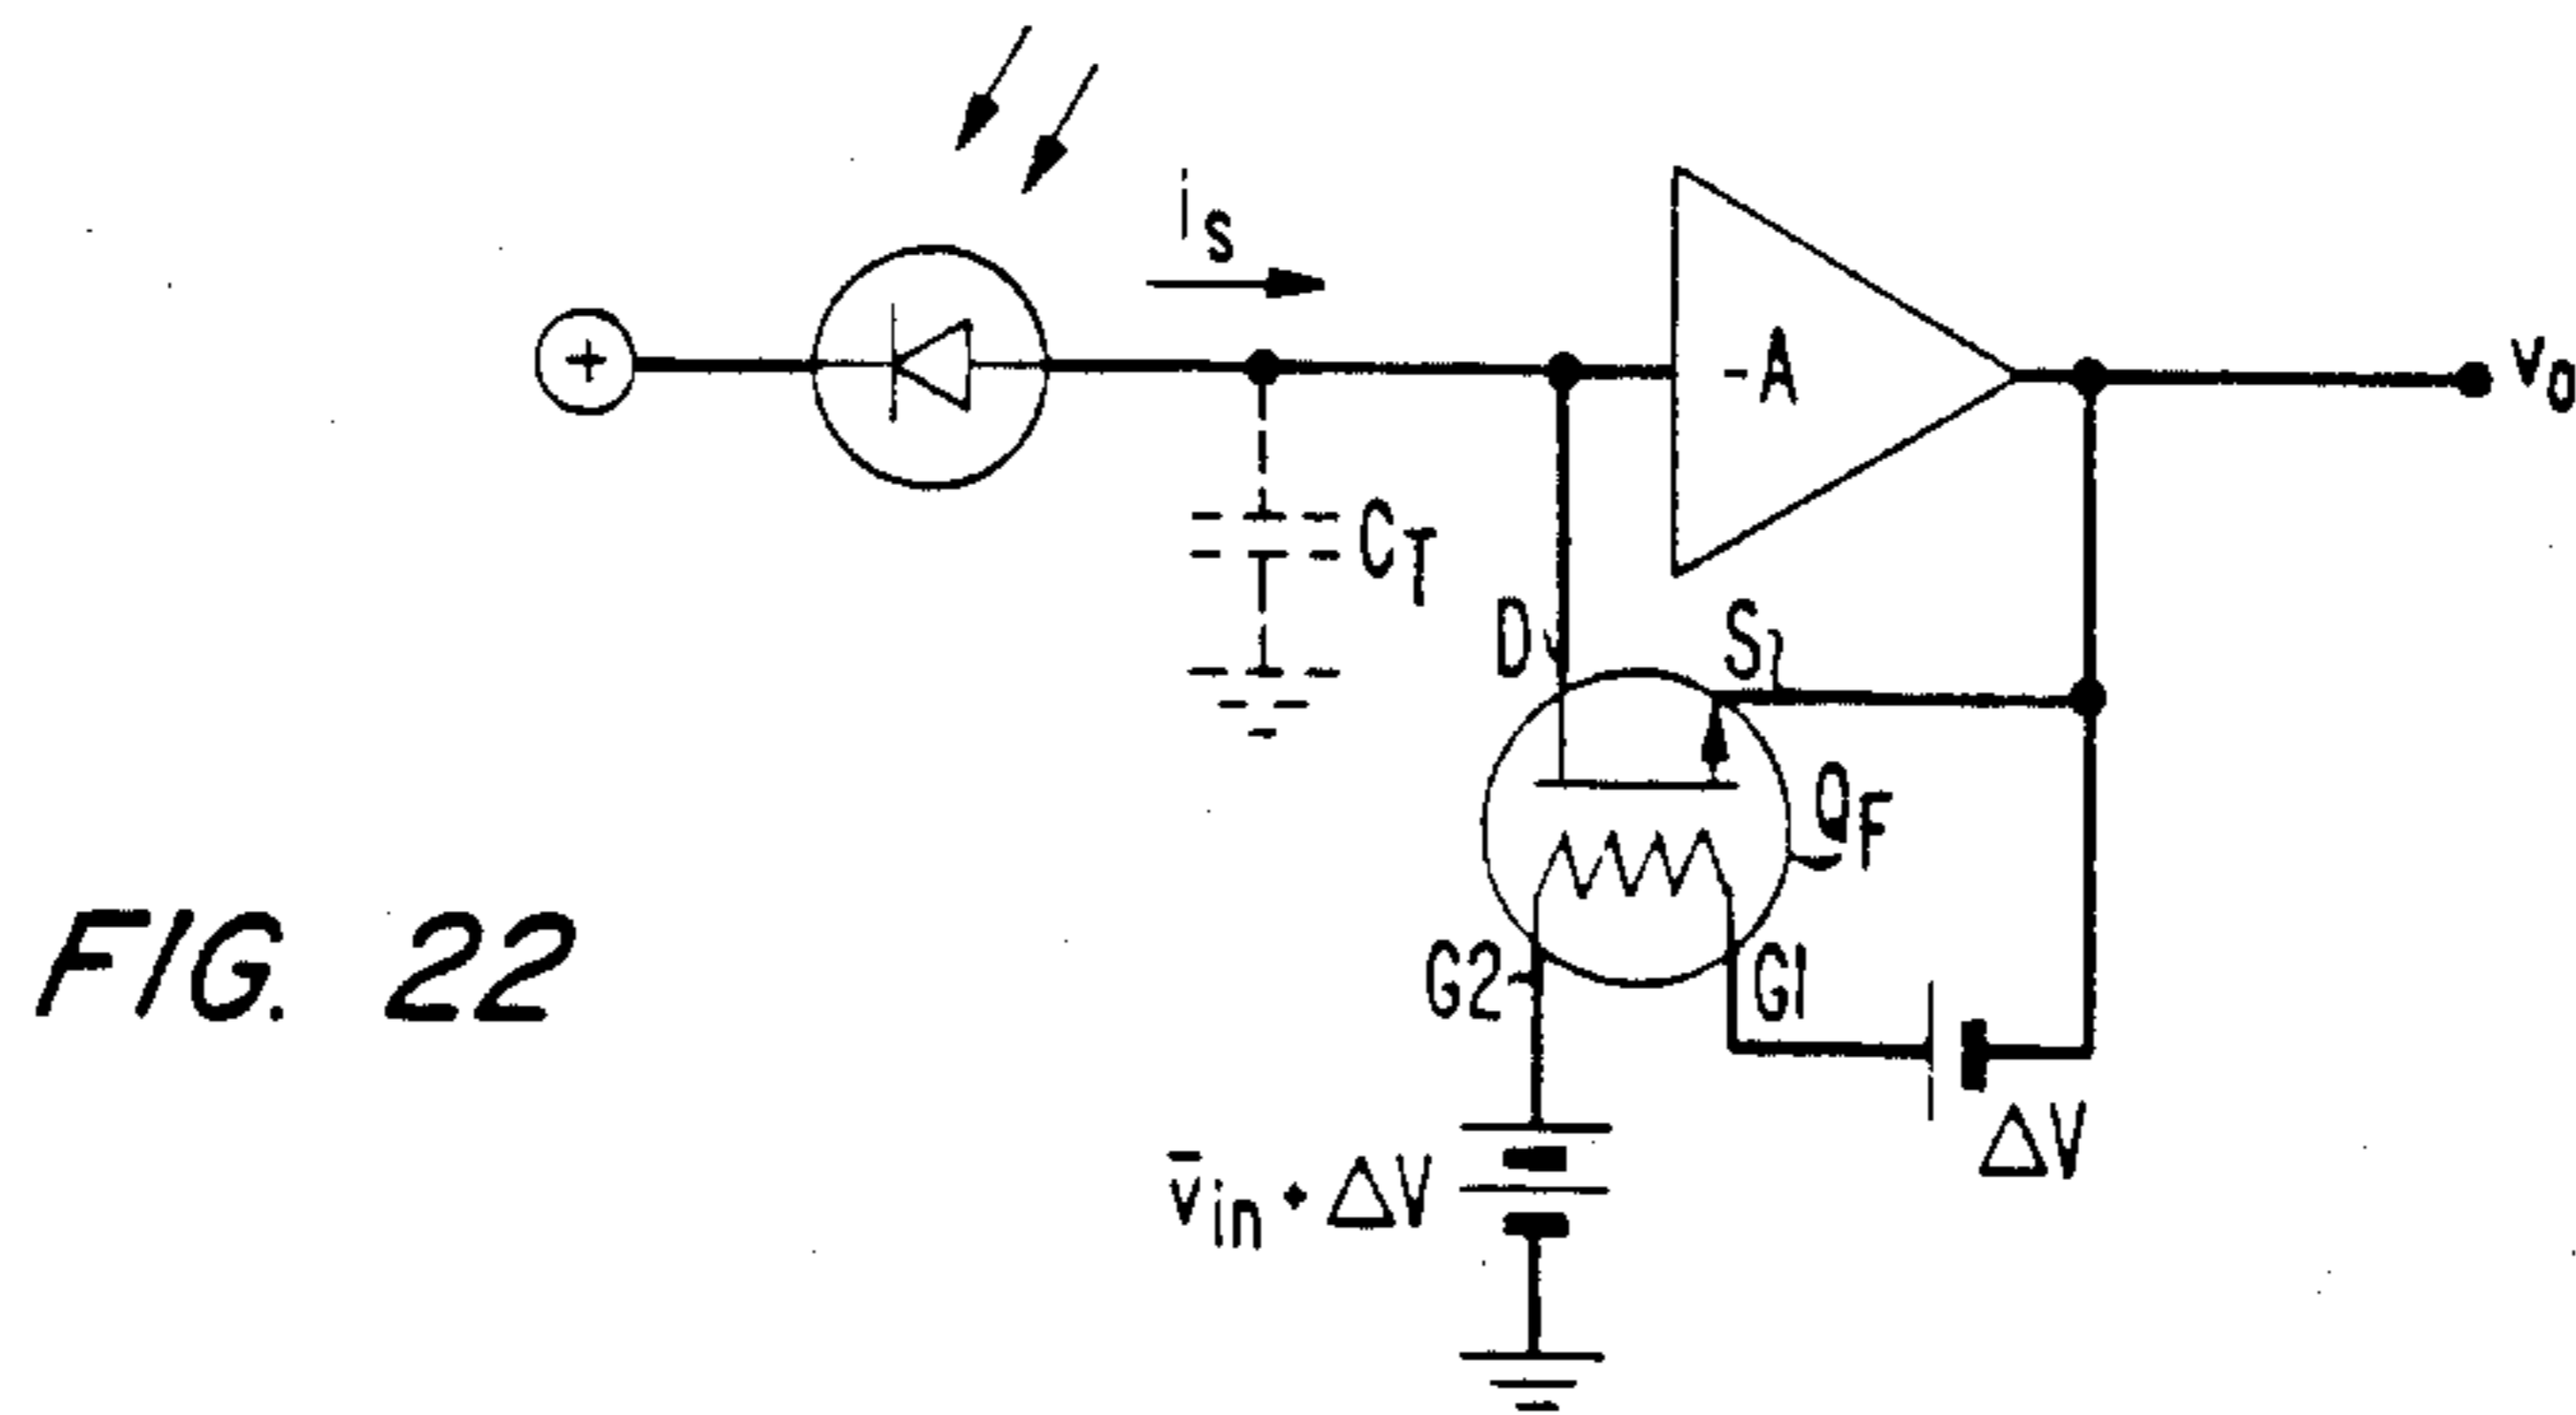 +
i_s
-A
v_o
C_T
D
S
Q_F
G2
G1
v̄_in + ΔV
ΔV
FIG. 22